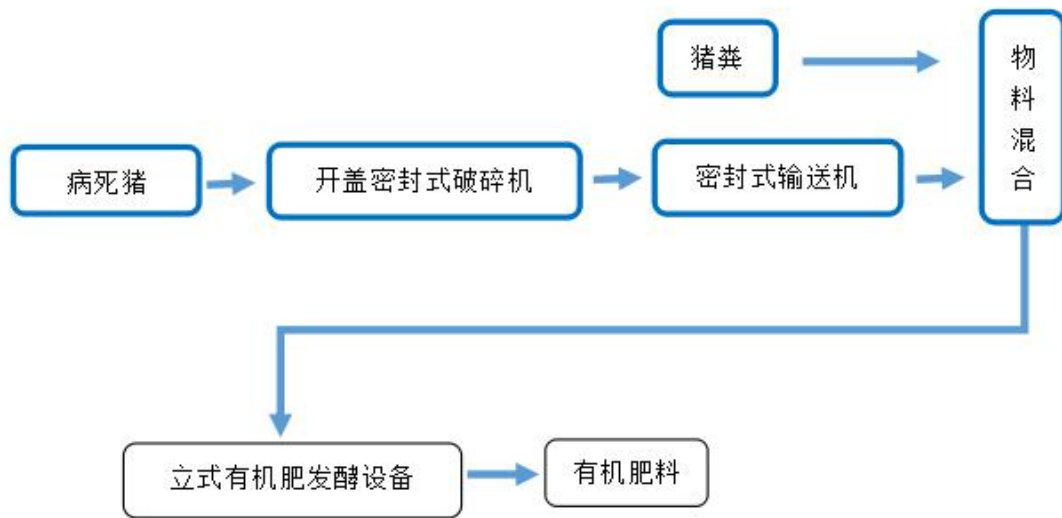 猪粪
物
料
混
合
病死猪
开盖密封式破碎机
密封式输送机
立式有机肥发酵设备
有机肥料